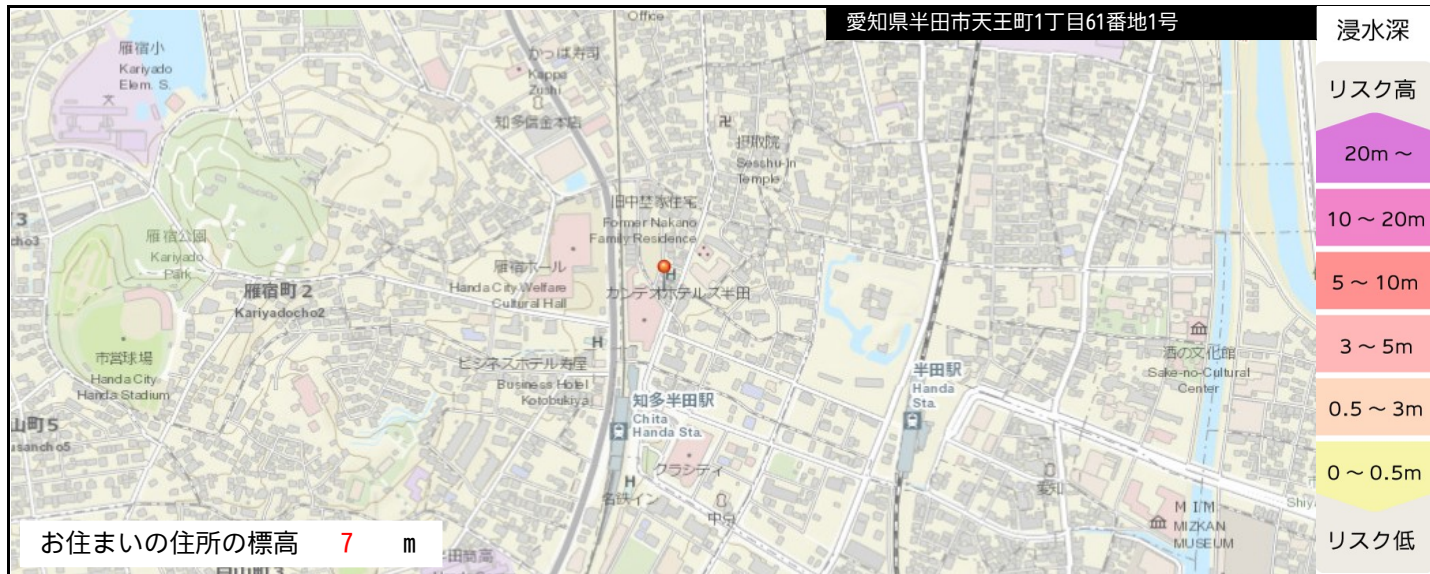 愛知県半田市天王町1丁目61番地1号
浸水深
リスク高
20m ~
10 ~ 20m
5 ~ 10m
3 ~ 5m
0.5 ~ 3m
0 ~ 0.5m
リスク低
Office
雁宿小
Kariyado
Elem. S.
かっぱ寿司
Kappa
Zushi
知多信金本店
摂取院
Sesshu-In
Temple
旧中埜家住宅
Former Nakano
Family Residence
雁宿公園
Kariyado
Park
雁宿ホール
Handa City Welfare
Cultural Hall
H
カンデオホテルズ半田
雁宿町2
Kariyadocho2
市営球場
Handa City
Handa Stadium
H
ビジネスホテル寿屋
Business Hotel
Kotobukiya
知多半田駅
Chita
Handa Sta.
半田駅
Handa
Sta.
酒の文化館
Sake-no-Cultural
Center
山町5
クラシティ
H
名鉄イン
中京
愛知
MIM
MIZKAN
MUSEUM
お住まいの住所の標高 7 m